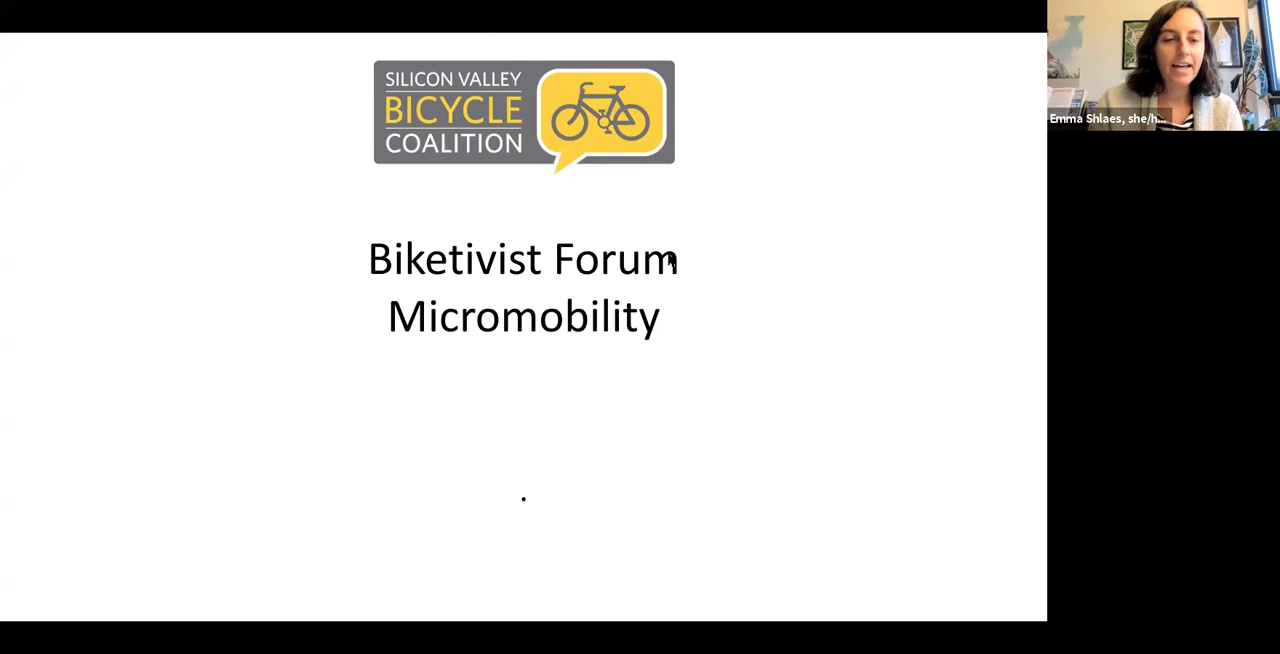 SILICON VALLEY
BICYCLE
COALITION
Biketivist Forum
Micromobility
.
Emma Shlaes, she/h...